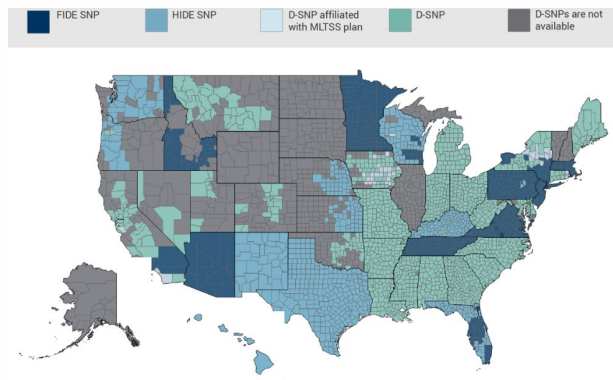 FIDE SNP
HIDE SNP
D-SNP affiliated
with MLTSS plan
D-SNP
D-SNPs are not
available